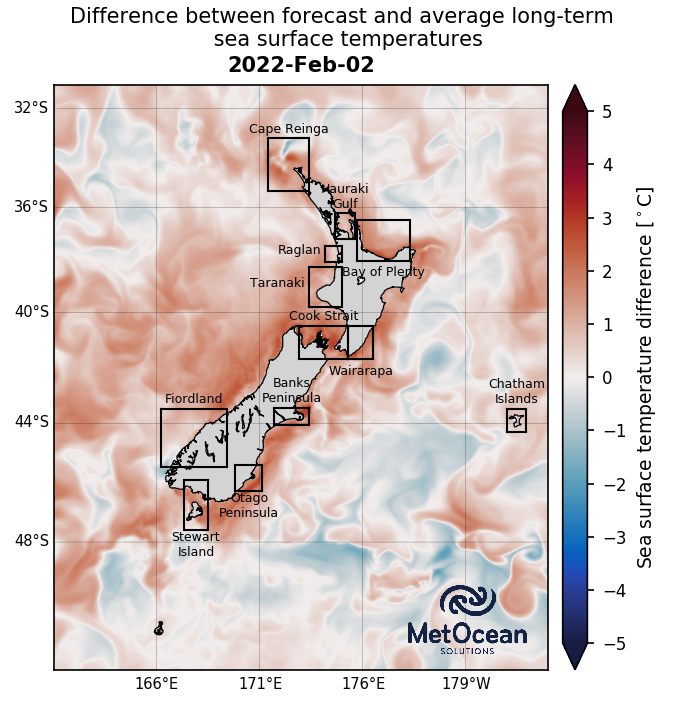 Difference between forecast and average long-term
sea surface temperatures
2022-Feb-02
32°S
36°S
40°S
44°S
48°S
166°E
171°E
176°E
179°W
Cape Reinga
Hauraki
Gulf
Raglan
Bay of Plenty
Taranaki
Cook Strait
Wairarapa
Banks
Peninsula
Fiordland
Chatham
Islands
Otago
Peninsula
Stewart
Island
MetOcean
SOLUTIONS
5
4
3
2
1
0
−1
−2
−3
−4
−5
Sea surface temperature difference [°C]